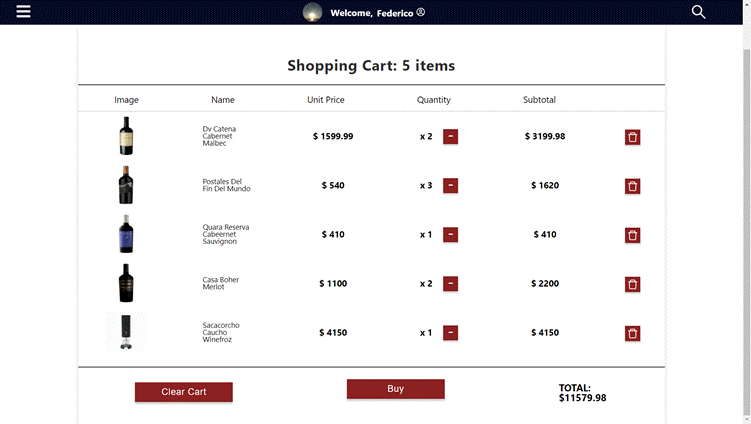 Welcome, Federico
Shopping Cart: 5 items
Image Name Unit Price Quantity Subtotal
Dv Catena
Cabernet
Malbec
$ 1599.99 x 2 - $ 3199.98
Postales Del
Fin Del Mundo
$ 540 x 3 - $ 1620
Quara Reserva
Cabeernet
Sauvignon
$ 410 x 1 - $ 410
Casa Boher
Merlot
$ 1100 x 2 - $ 2200
Sacacorcho
Caucho
Winefroz
$ 4150 x 1 - $ 4150
Clear Cart Buy TOTAL:
$11579.98